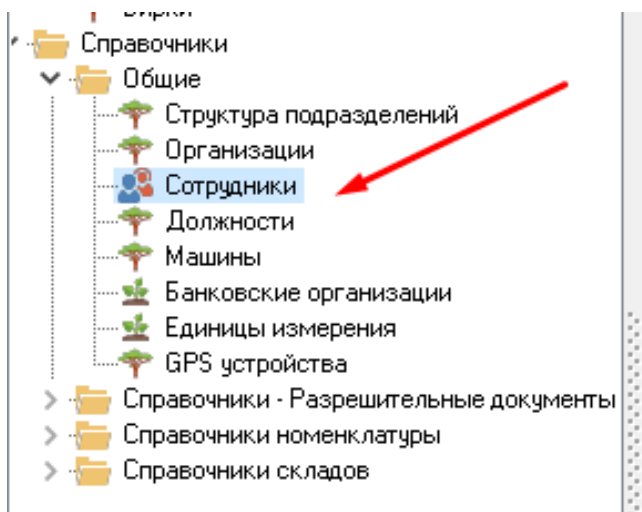 Справочники
Общие
Структура подразделений
Организации
Сотрудники
Должности
Машины
Банковские организации
Единицы измерения
GPS устройства
Справочники - Разрешительные документы
Справочники номенклатуры
Справочники складов